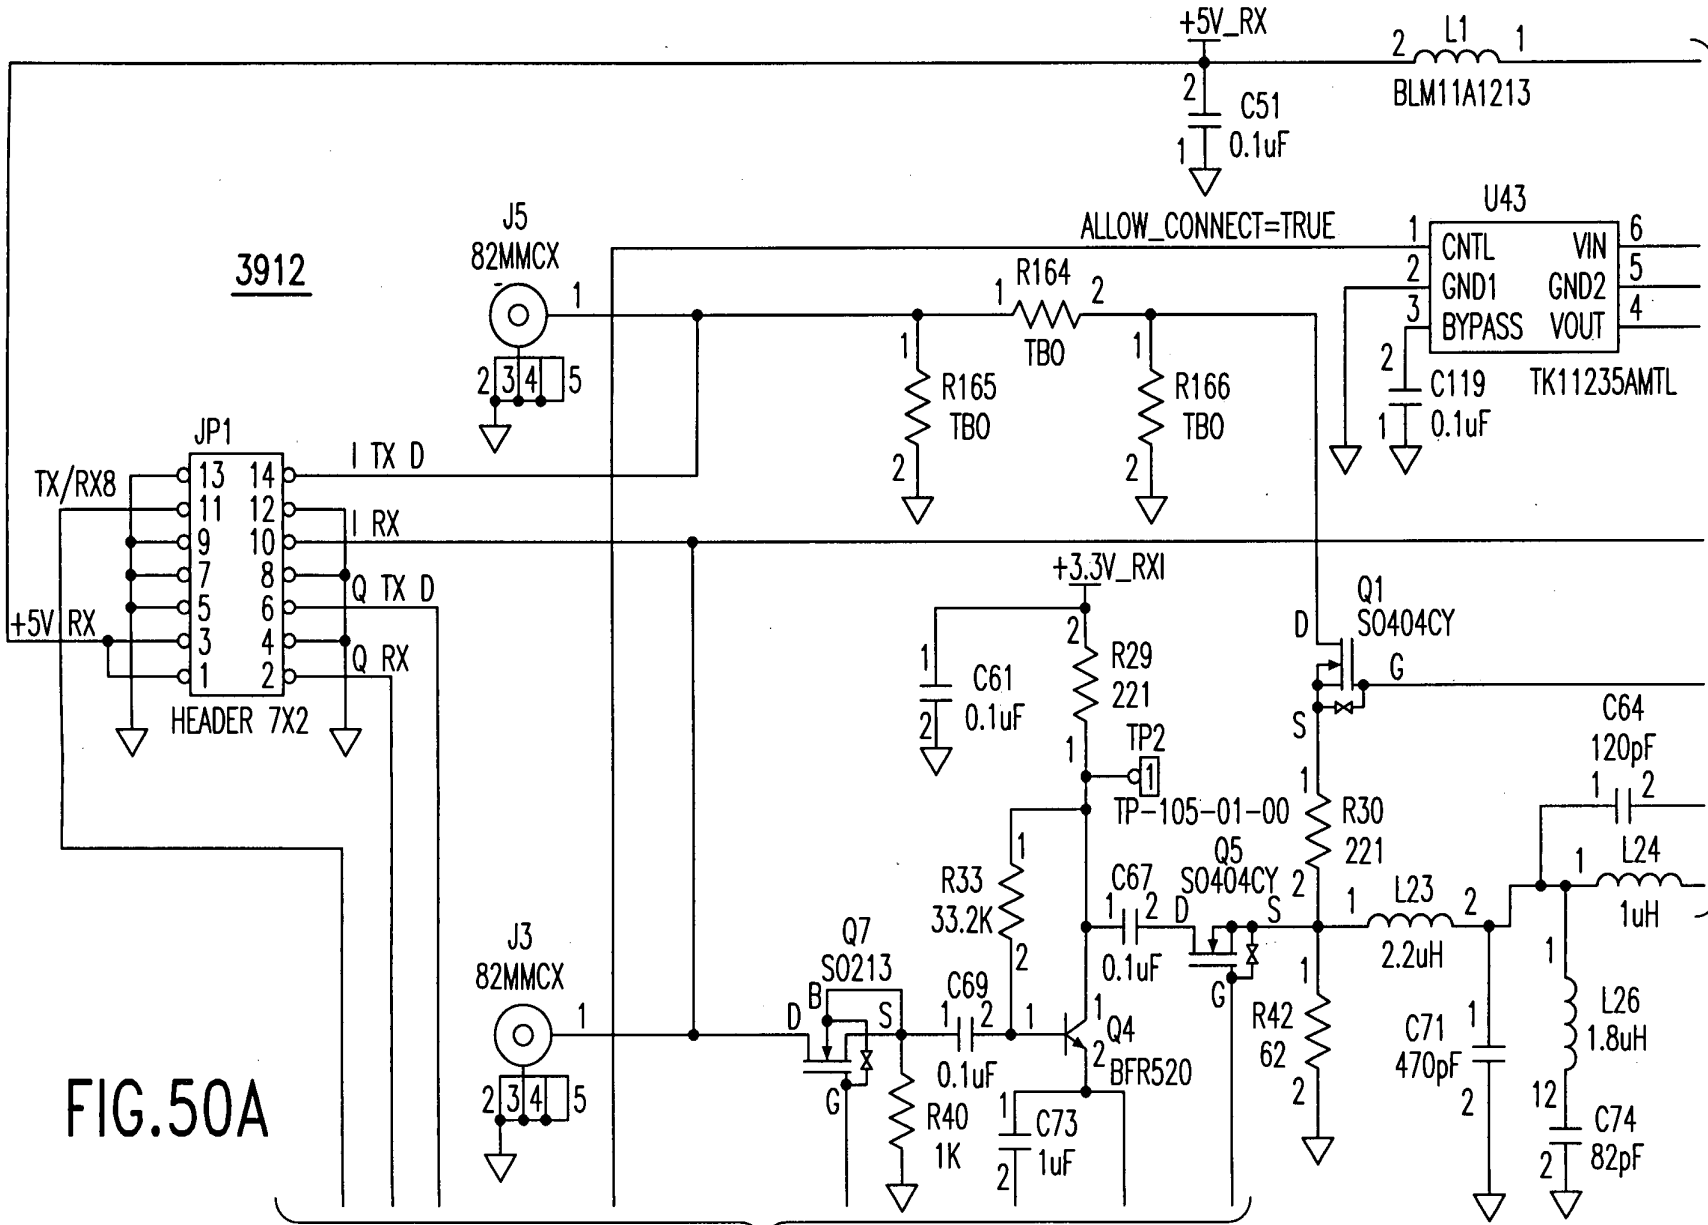 +5V_RX
2 L1 1
BLM11A1213
2
C51
0.1uF
1
U43
ALLOW_CONNECT=TRUE
1 CNTL VIN 6
2 GND1 GND2 5
3 BYPASS VOUT 4
TK11235AMTL
2
C119
0.1uF
1
3912
J5
82MMCX
1
2 3 4 5
R164
1 2
TBO
1
R165
TBO
2
1
R166
TBO
2
JP1
TX/RX8
13 14
11 12
9 10
7 8
5 6
3 4
1 2
I TX D
I RX
Q TX D
Q RX
+5V RX
HEADER 7X2
+3.3V_RXI
1
C61
0.1uF
2
2
R29
221
1
TP2
1
TP-105-01-00
Q1
SO404CY
D
G
S
C64
120pF
1 2
1
R30
221
2
1
R33
33.2K
2
C67
1 2
0.1uF
Q5
SO404CY
D S
G
1 L23 2
2.2uH
L24
1
1uH
J3
82MMCX
1
2 3 4 5
Q7
SO213
B
D S
G
C69
1 2
0.1uF
1
1
Q4
2
BFR520
R40
1K
1
C73
1uF
2
1
R42
62
2
1
C71
470pF
2
1
L26
1.8uH
12
C74
82pF
2
FIG.50A